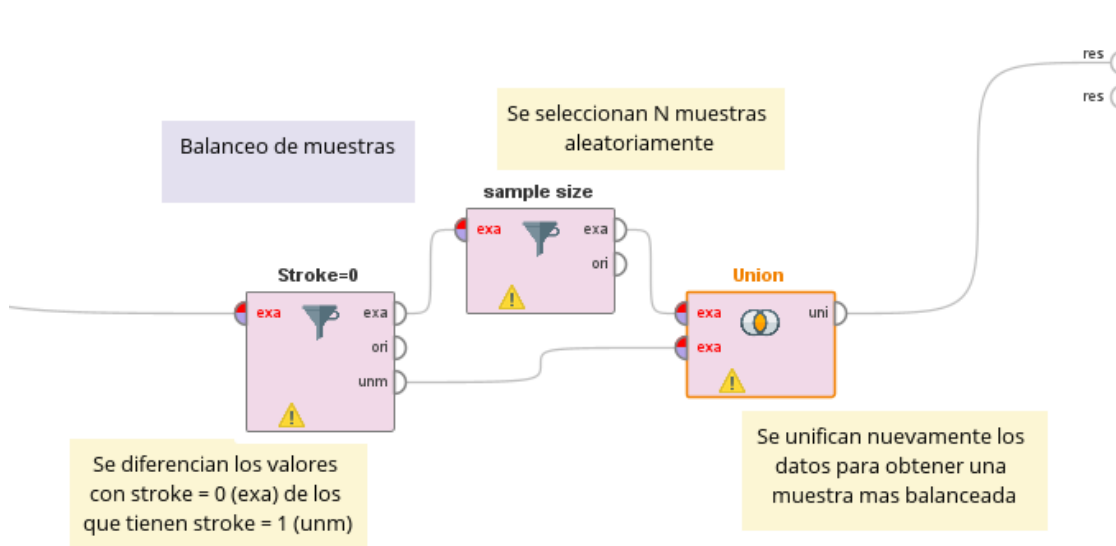 res
res
Se seleccionan N muestras
aleatoriamente
Balanceo de muestras
sample size
exa
exa
ori
Stroke=0
exa
exa
ori
unm
Union
exa
uni
exa
Se unifican nuevamente los
datos para obtener una
muestra mas balanceada
Se diferencian los valores
con stroke = 0 (exa) de los
que tienen stroke = 1 (unm)